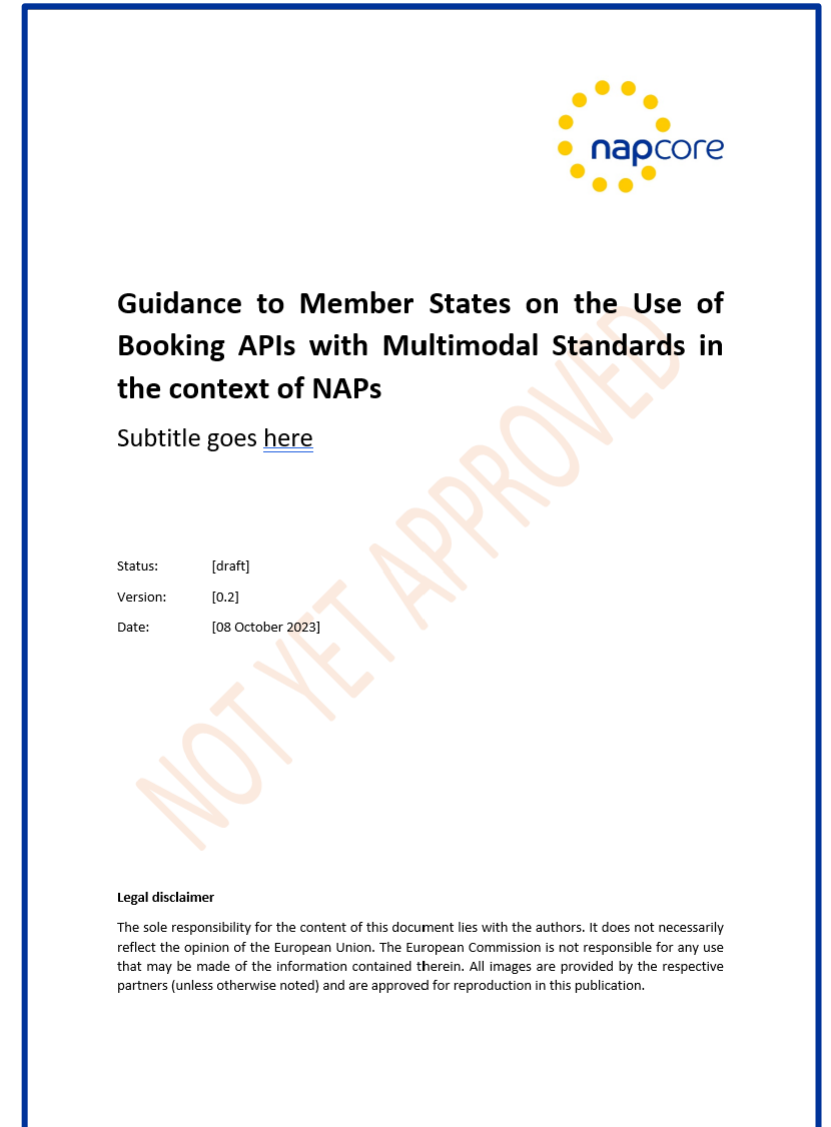 napcore
Guidance to Member States on the Use of
Booking APIs with Multimodal Standards in
the context of NAPs
Subtitle goes here
NOT YET APPROVED
Status: [draft]
Version: [0.2]
Date: [08 October 2023]
Legal disclaimer
The sole responsibility for the content of this document lies with the authors. It does not necessarily
reflect the opinion of the European Union. The European Commission is not responsible for any use
that may be made of the information contained therein. All images are provided by the respective
partners (unless otherwise noted) and are approved for reproduction in this publication.